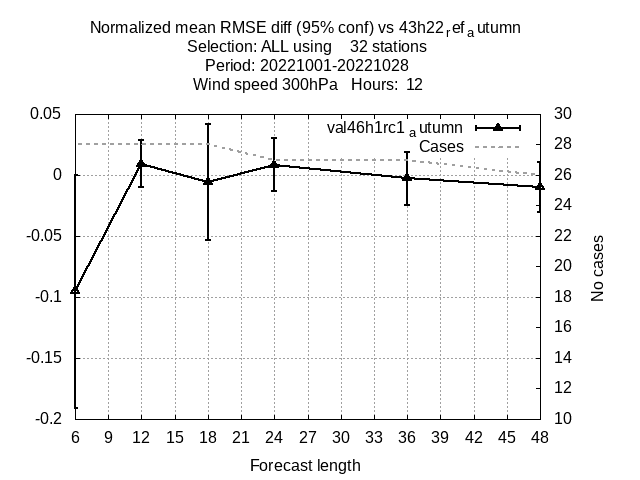 Normalized mean RMSE diff (95% conf) vs 43h22refautumn
Selection: ALL using 32 stations
Period: 20221001-20221028
Wind speed 300hPa Hours: 12
val46h1rc1 autumn
Cases
0.05
0
-0.05
-0.1
-0.15
-0.2
30
28
26
24
22
20
18
16
14
12
10
No cases
6 9 12 15 18 21 24 27 30 33 36 39 42 45 48
Forecast length